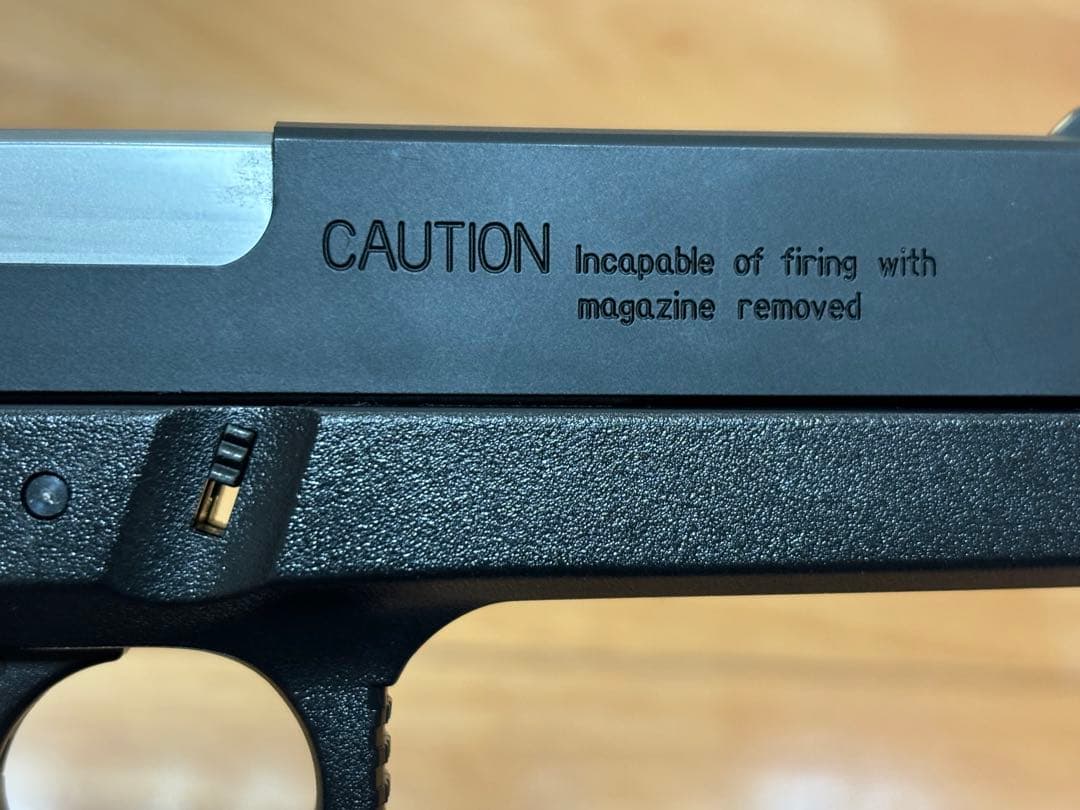 CAUTION Incapable of firing with
magazine removed